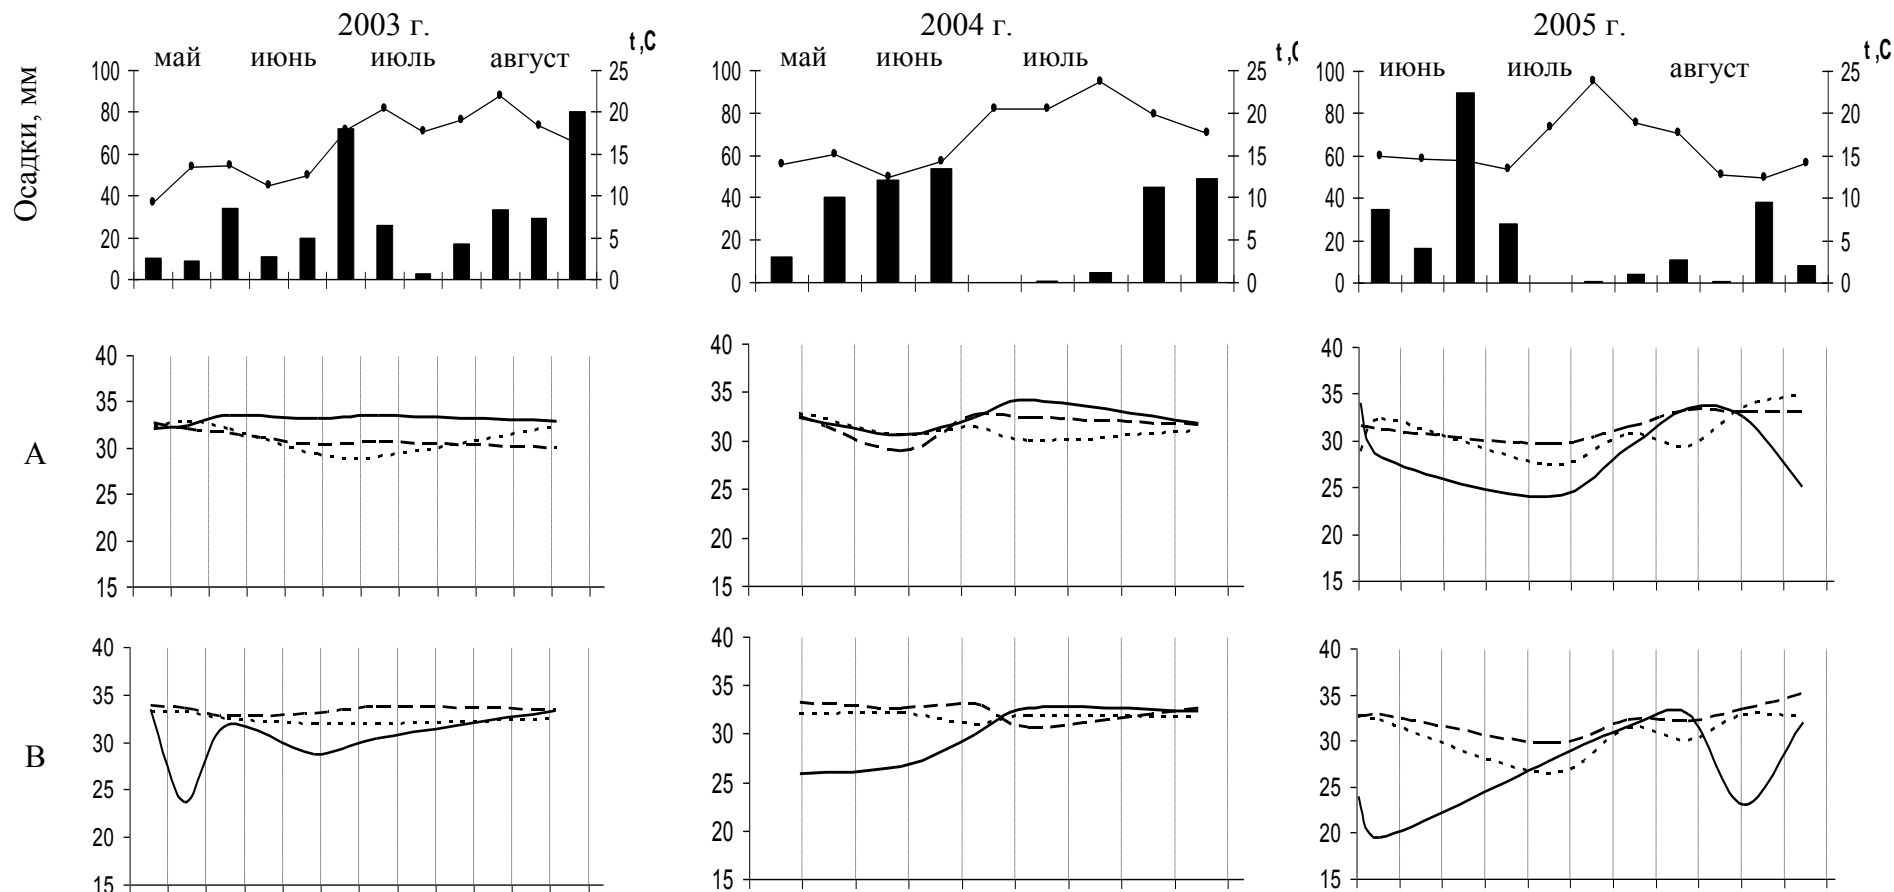 2003 г. 2004 г. 2005 г.
май июнь июль август t ,C
май июнь июль t ,C
июнь июль август t ,C
Осадки, мм
100 25 100 25 100 25
80 20 80 20 80 20
60 15 60 15 60 15
40 10 40 10 40 10
20 5 20 5 20 5
0 0 0 0 0 0
А
40 40 40
35 35 35
30 30 30
25 25 25
20 20 20
15 15 15
В
40 40 40
35 35 35
30 30 30
25 25 25
20 20 20
15 15 15